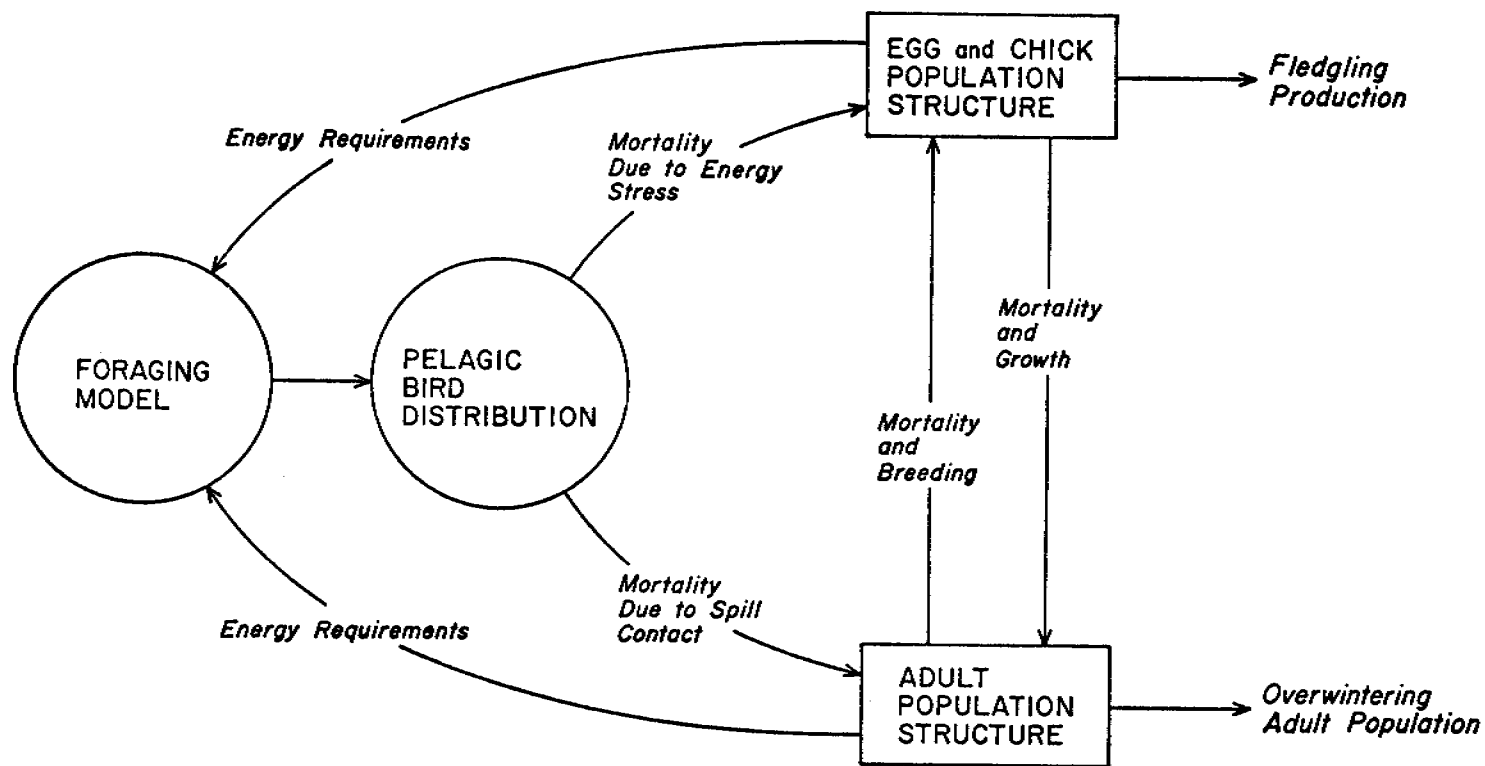 EGG and CHICK
POPULATION
STRUCTURE
Fledgling
Production
Energy Requirements
Mortality
Due to Energy
Stress
Mortality
and
Growth
FORAGING
MODEL
PELAGIC
BIRD
DISTRIBUTION
Mortality
and
Breeding
Mortality
Due to Spill
Contact
Energy Requirements
ADULT
POPULATION
STRUCTURE
Overwintering
Adult Population